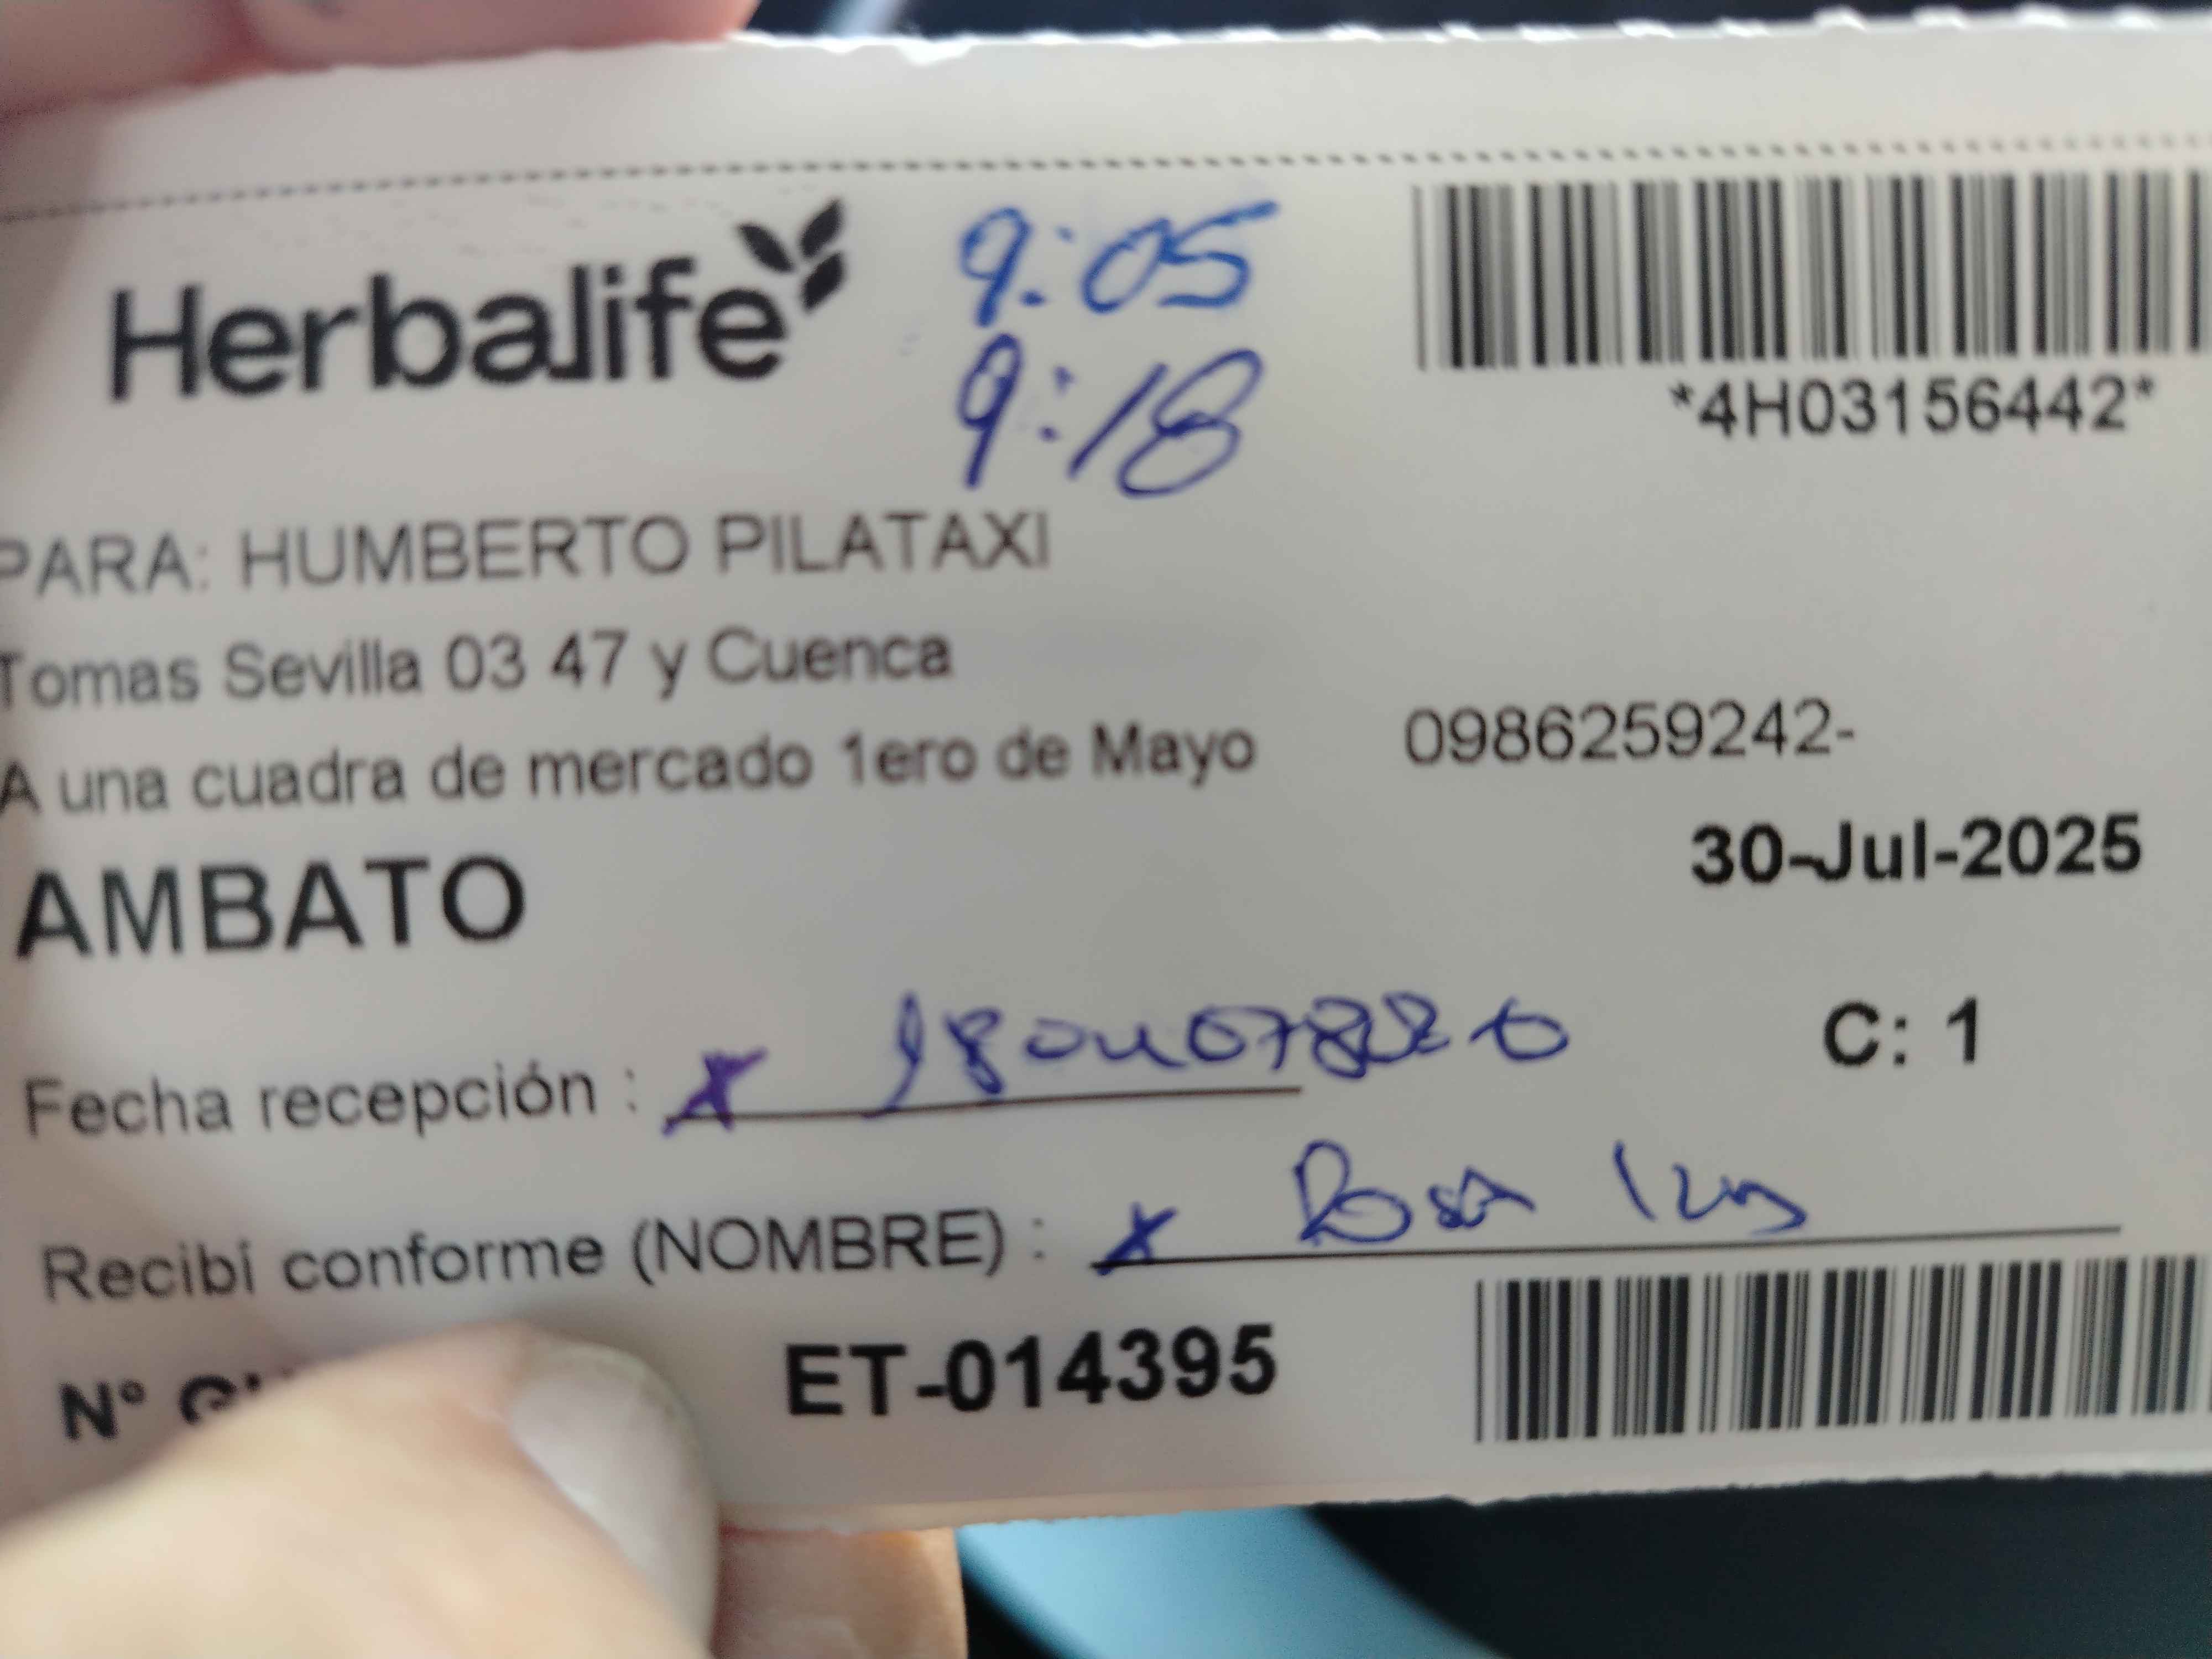 Herbalife
9:05
9:18
*4H03156442*
PARA: HUMBERTO PILATAXI
Tomas Sevilla 03 47 y Cuenca
A una cuadra de mercado 1ero de Mayo 0986259242-
30-Jul-2025
AMBATO
C: 1
Fecha recepción : x
Recibí conforme (NOMBRE) : x Rosa
N° ET-014395